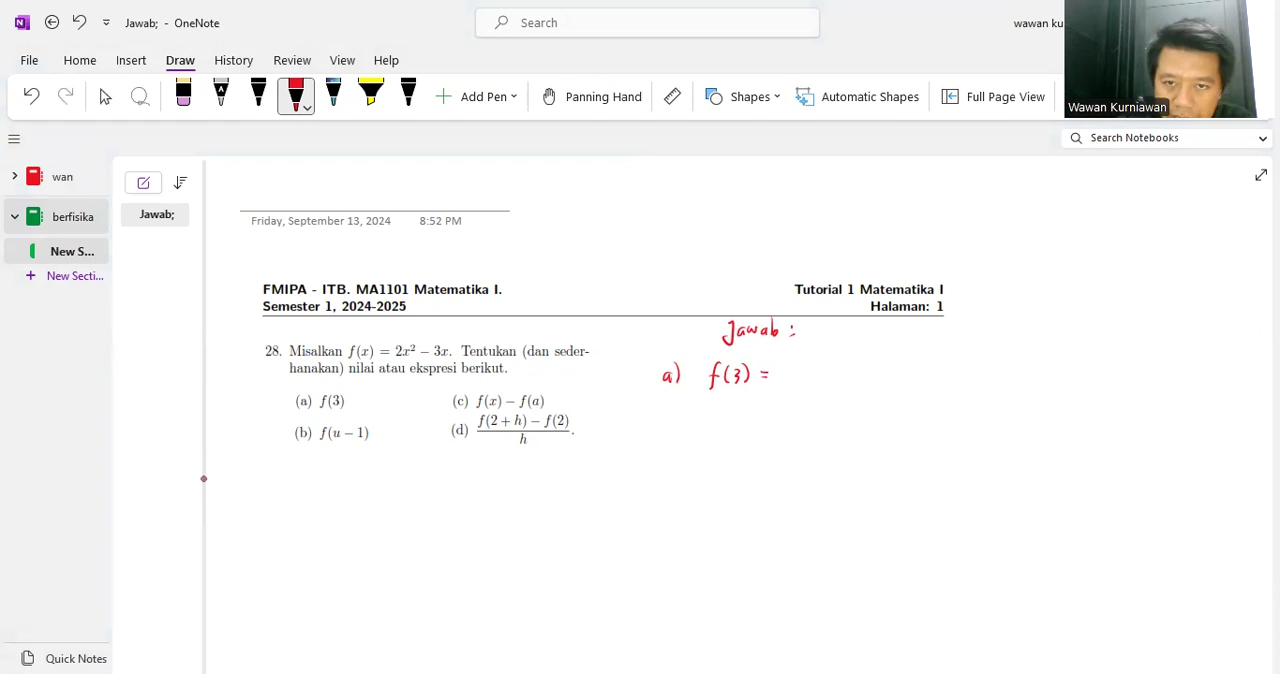 Jawab; - OneNote
Search
wawan ku
File Home Insert Draw History Review View Help
Add Pen
Panning Hand
Shapes
Automatic Shapes
Full Page View
Wawan Kurniawan
Search Notebooks
wan
berfisika
New S...
New Secti...
Jawab;
Friday, September 13, 2024 8:52 PM
FMIPA - ITB. MA1101 Matematika I. Tutorial 1 Matematika I
Semester 1, 2024-2025 Halaman: 1
Jawab :
28. Misalkan f(x) = 2x² − 3x. Tentukan (dan seder-
hanakan) nilai atau ekspresi berikut.
a) f(3) =
(a) f(3) (c) f(x) − f(a)
(b) f(u − 1) (d) f(2 + h) − f(2) / h .
Quick Notes